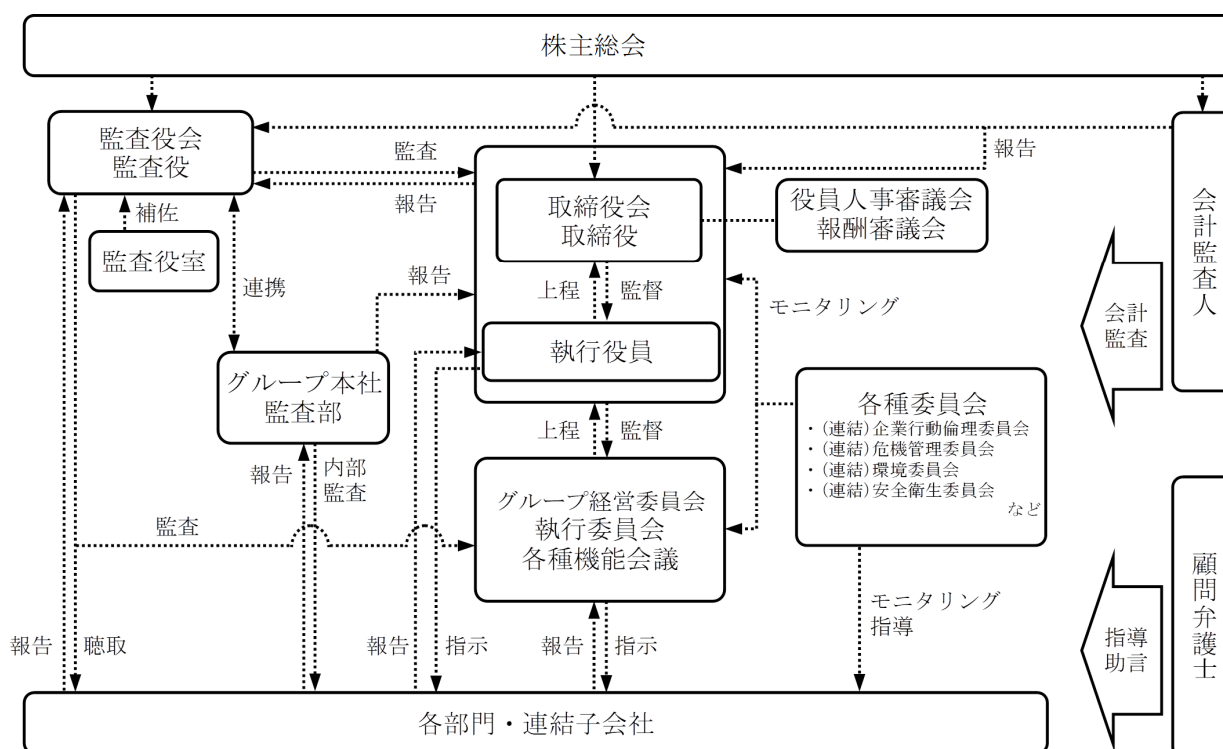 株主総会
監査役会
監査役
監査
報告
報告
補佐
監査役室
連携
報告
取締役会
取締役
役員人事審議会
報酬審議会
会計監査人
上程
監督
モニタリング
会計
監査
執行役員
グループ本社
監査部
各種委員会
・(連結)企業行動倫理委員会
・(連結)危機管理委員会
・(連結)環境委員会
・(連結)安全衛生委員会
など
上程
監督
報告
内部
監査
監査
グループ経営委員会
執行委員会
各種機能会議
顧問弁護士
モニタリング
指導
指導
助言
報告
聴取
報告
指示
報告
指示
各部門・連結子会社